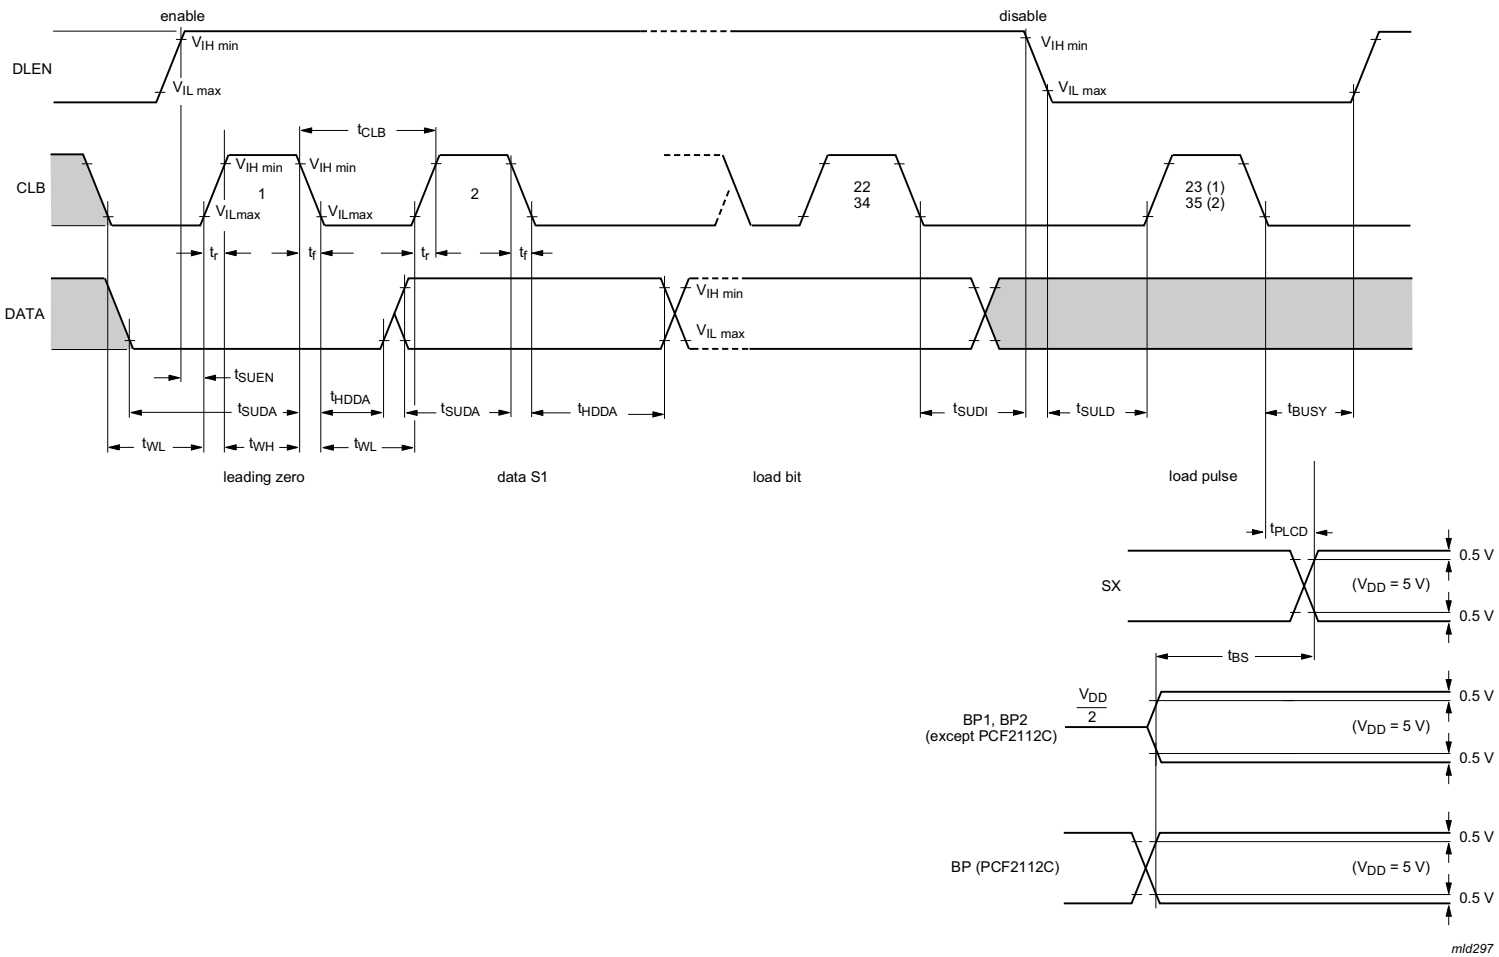 enable
disable
DLEN
VIH min
VIL max
VIH min
VIL max
tCLB
CLB
VIH min
VIH min
1
2
22
34
23 (1)
35 (2)
VILmax
VILmax
tr
tf
tr
tf
DATA
VIH min
VIL max
tSUEN
tSUDA
tHDDA
tSUDA
tHDDA
tSUDI
tSULD
tBUSY
tWL
tWH
tWL
leading zero
data S1
load bit
load pulse
tPLCD
0.5 V
SX
(VDD = 5 V)
0.5 V
tBS
VDD
2
0.5 V
BP1, BP2
(except PCF2112C)
(VDD = 5 V)
0.5 V
0.5 V
BP (PCF2112C)
(VDD = 5 V)
0.5 V
mld297